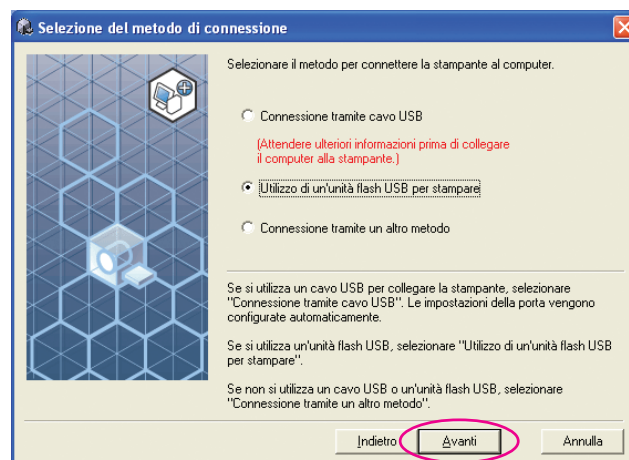 Selezione del metodo di connessione
Selezionare il metodo per connettere la stampante al computer.
Connessione tramite cavo USB
(Attendere ulteriori informazioni prima di collegare
il computer alla stampante.)
Utilizzo di un'unità flash USB per stampare
Connessione tramite un altro metodo
Se si utilizza un cavo USB per collegare la stampante, selezionare
"Connessione tramite cavo USB". Le impostazioni della porta vengono
configurate automaticamente.
Se si utilizza un'unità flash USB, selezionare "Utilizzo di un'unità flash USB
per stampare".
Se non si utilizza un cavo USB o un'unità flash USB, selezionare
"Connessione tramite un altro metodo".
Indietro Avanti Annulla